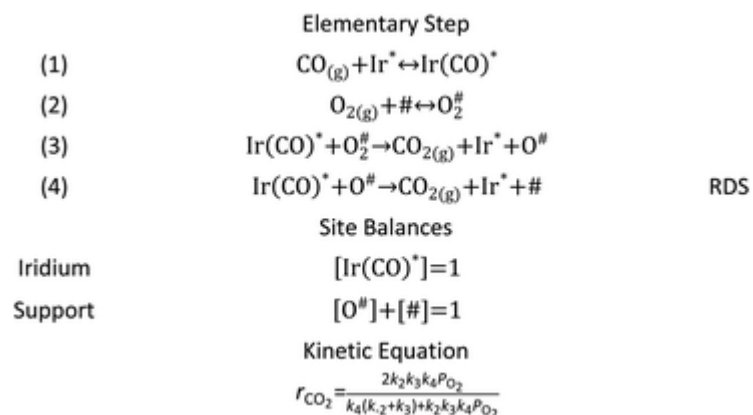 Elementary Step
(1) CO(g)+Ir*↔Ir(CO)*
(2) O2(g)+#↔O2#
(3) Ir(CO)*+O2#→CO2(g)+Ir*+O#
(4) Ir(CO)*+O#→CO2(g)+Ir*+# RDS
Site Balances
Iridium [Ir(CO)*]=1
Support [O#]+[#]=1
Kinetic Equation
rCO2=2k2k3k4PO2/k4(k-2+k3)+k2k3k4PO2